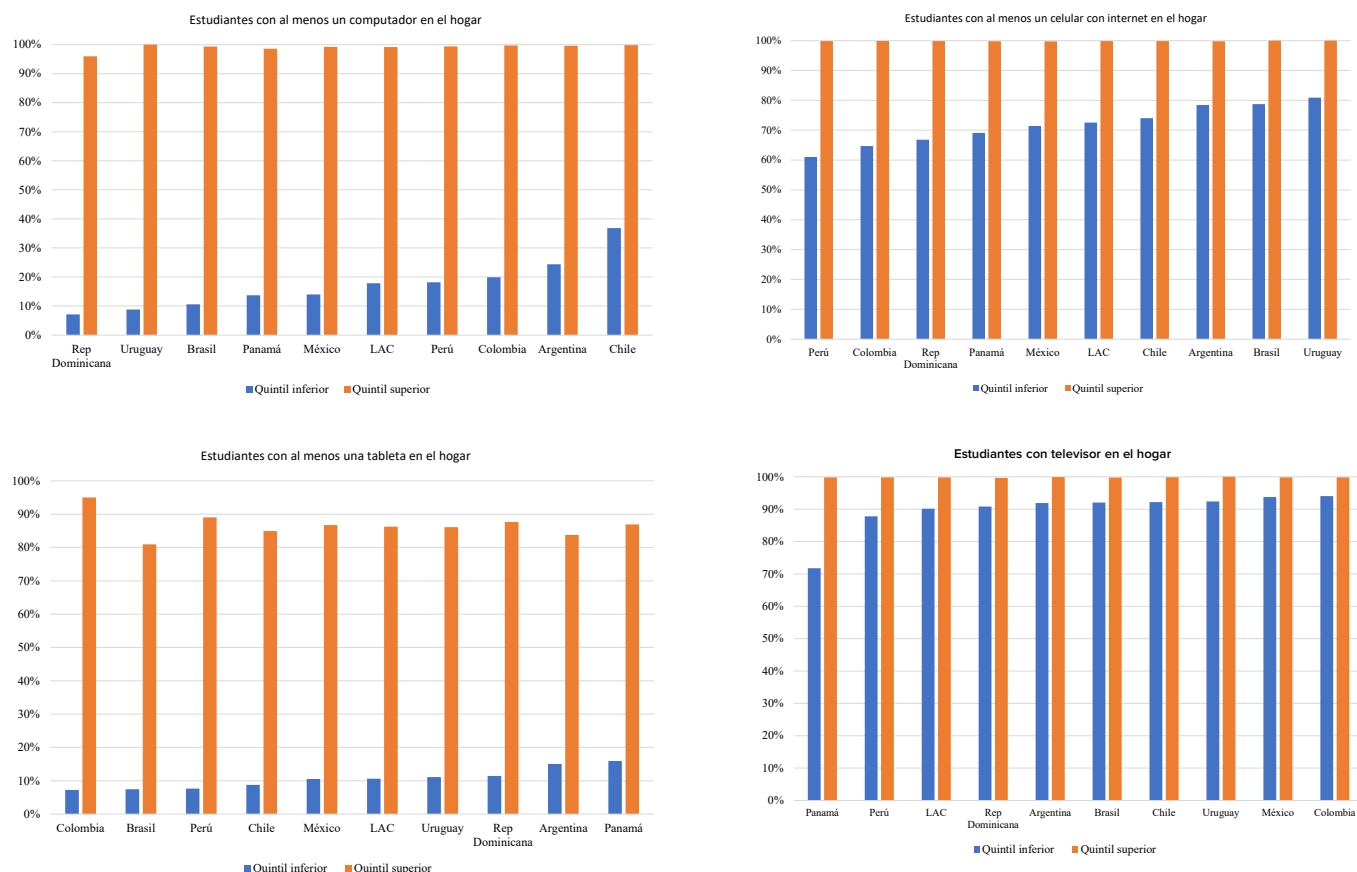 Estudiantes con al menos un computador en el hogar
100%
90%
80%
70%
60%
50%
40%
30%
20%
10%
0%
Rep Dominicana
Uruguay
Brasil
Panamá
México
LAC
Perú
Colombia
Argentina
Chile
Quintil inferior
Quintil superior
Estudiantes con al menos un celular con internet en el hogar
100%
90%
80%
70%
60%
50%
40%
30%
20%
10%
0%
Perú
Colombia
Rep Dominicana
Panamá
México
LAC
Chile
Argentina
Brasil
Uruguay
Quintil inferior
Quintil superior
Estudiantes con al menos una tableta en el hogar
100%
90%
80%
70%
60%
50%
40%
30%
20%
10%
0%
Colombia
Brasil
Perú
Chile
México
LAC
Uruguay
Rep Dominicana
Argentina
Panamá
Quintil inferior
Quintil superior
Estudiantes con televisor en el hogar
100%
90%
80%
70%
60%
50%
40%
30%
20%
10%
0%
Panamá
Perú
LAC
Rep Dominicana
Argentina
Brasil
Chile
Uruguay
México
Colombia
Quintil inferior
Quintil superior